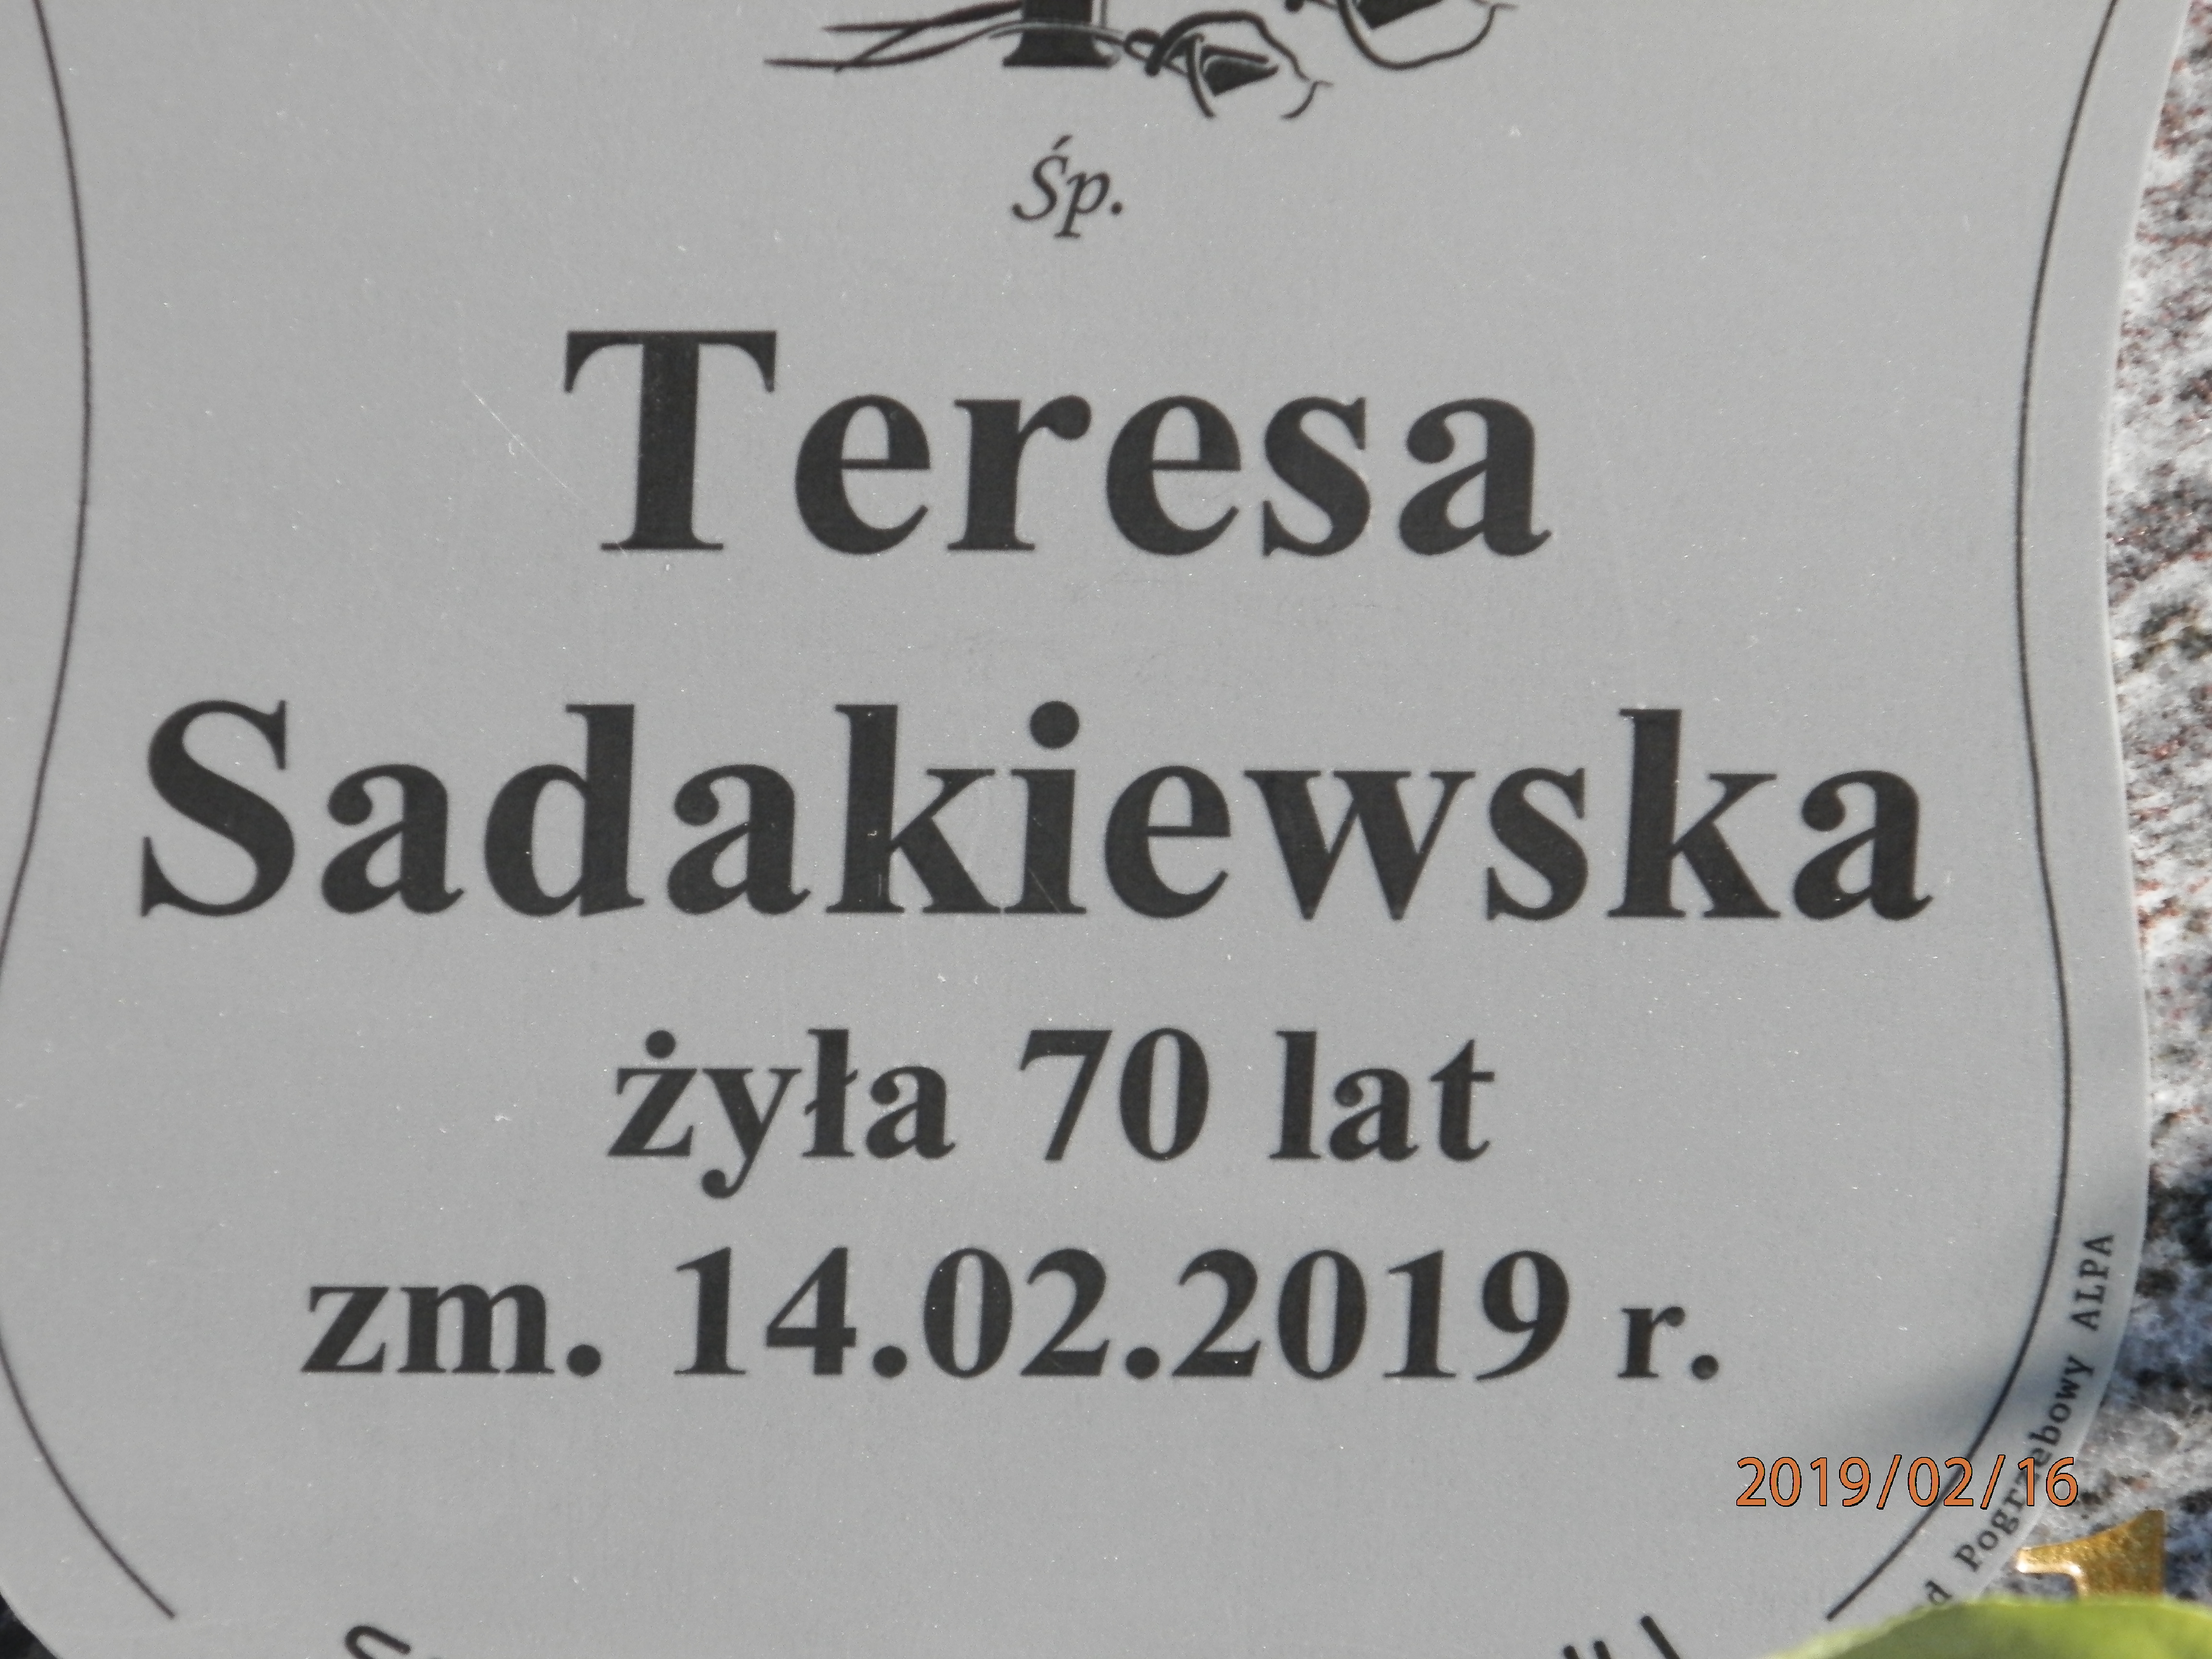 Śp.
Teresa
Sadakiewska
żyła 70 lat
zm. 14.02.2019 r.
Pogrzebowy ALPA
2019/02/16